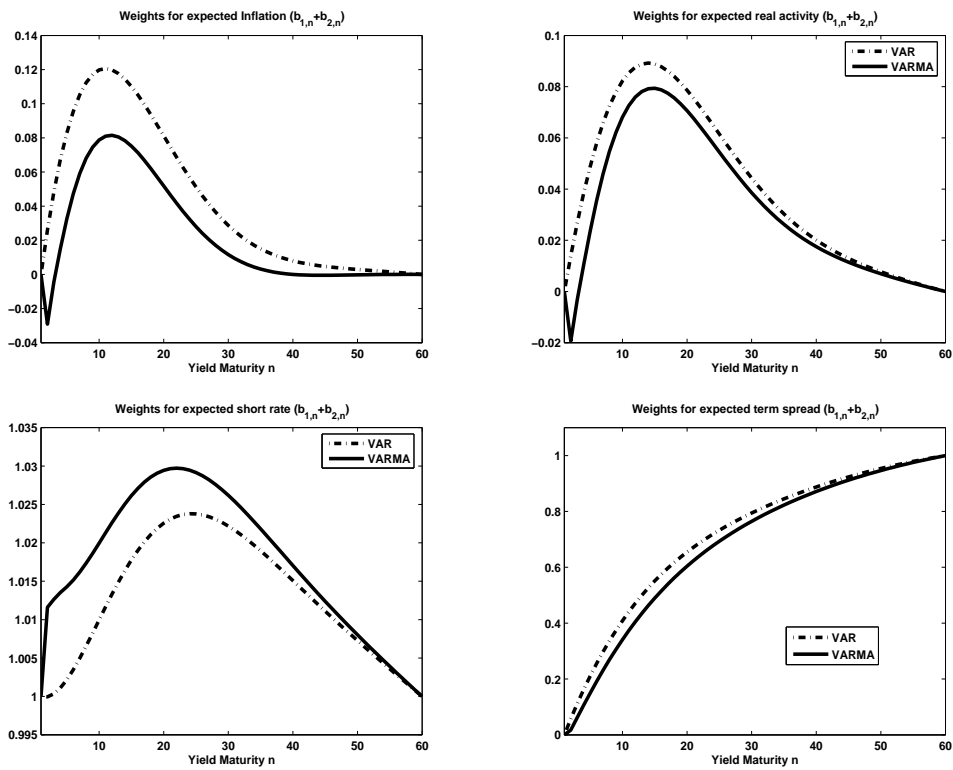 Weights for expected Inflation (b1,n+b2,n)
0.14
0.12
0.1
0.08
0.06
0.04
0.02
0
−0.02
−0.04
10 20 30 40 50 60
Yield Maturity n
Weights for expected real activity (b1,n+b2,n)
0.1
0.08
0.06
0.04
0.02
0
−0.02
VAR
VARMA
10 20 30 40 50 60
Yield Maturity n
Weights for expected short rate (b1,n+b2,n)
1.035
1.03
1.025
1.02
1.015
1.01
1.005
1
0.995
VAR
VARMA
10 20 30 40 50 60
Yield Maturity n
Weights for expected term spread (b1,n+b2,n)
1
0.8
0.6
0.4
0.2
0
VAR
VARMA
10 20 30 40 50 60
Yield Maturity n